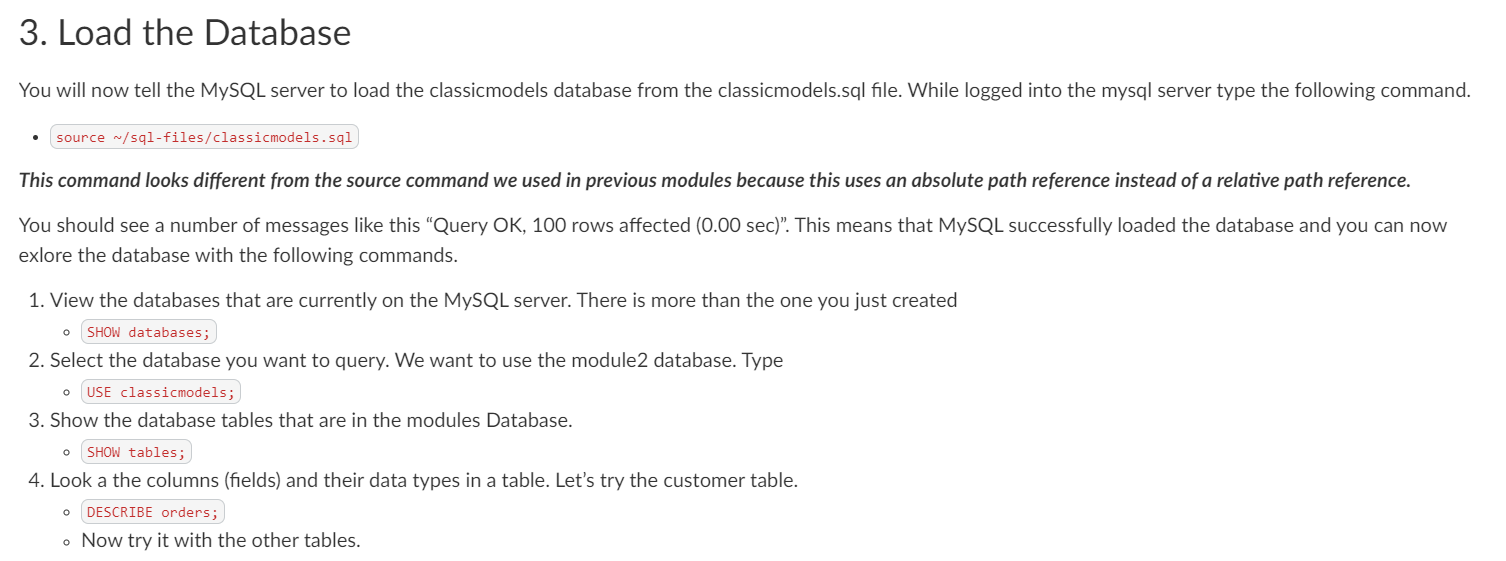 3. Load the Database
You will now tell the MySQL server to load the classicmodels database from the classicmodels.sql file. While logged into the mysql server type the following command.
• source ~/sql-files/classicmodels.sql
This command looks different from the source command we used in previous modules because this uses an absolute path reference instead of a relative path reference.
You should see a number of messages like this “Query OK, 100 rows affected (0.00 sec)”. This means that MySQL successfully loaded the database and you can now
exlore the database with the following commands.
1. View the databases that are currently on the MySQL server. There is more than the one you just created
◦ SHOW databases;
2. Select the database you want to query. We want to use the module2 database. Type
◦ USE classicmodels;
3. Show the database tables that are in the modules Database.
◦ SHOW tables;
4. Look a the columns (fields) and their data types in a table. Let’s try the customer table.
◦ DESCRIBE orders;
◦ Now try it with the other tables.